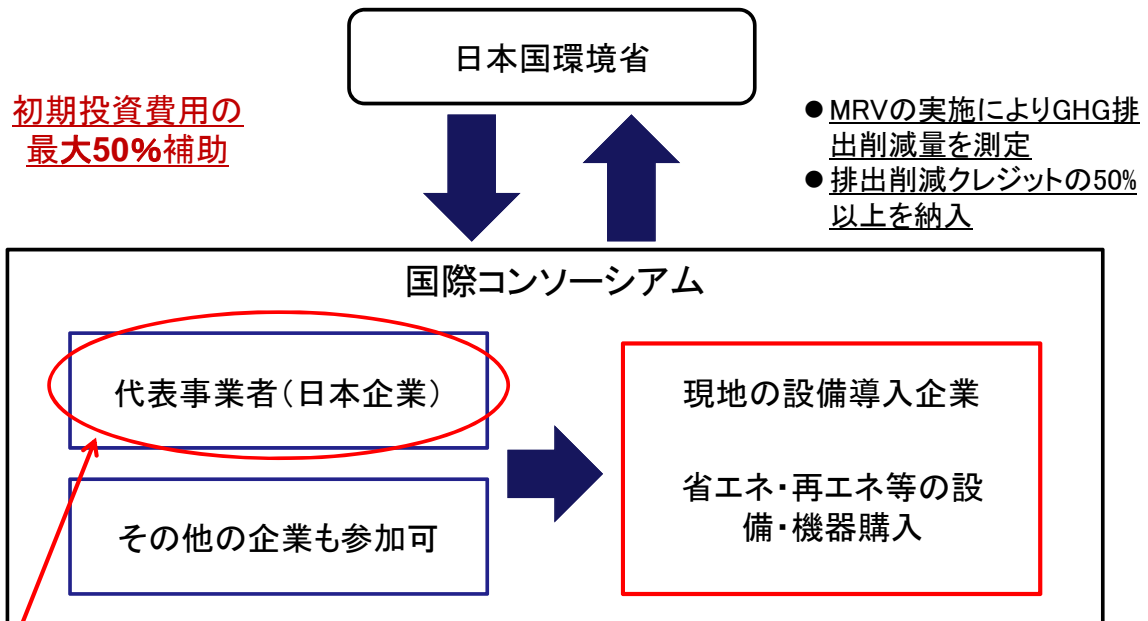 日本国環境省
初期投資費用の
最大50%補助
●MRVの実施によりGHG排
出削減量を測定
●排出削減クレジットの50%
以上を納入
国際コンソーシアム
代表事業者（日本企業）
その他の企業も参加可
現地の設備導入企業
省エネ・再エネ等の設
備・機器購入